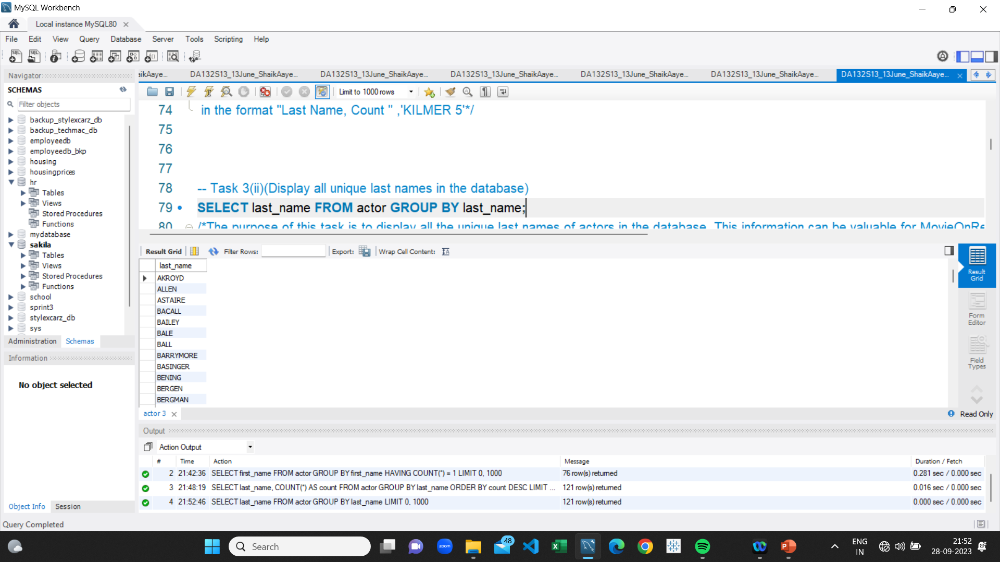 MySQL Workbench
Local instance MySQL80
File Edit View Query Database Server Tools Scripting Help
Navigator
aikAaye...
DA132S13_13June_ShaikAaye...
DA132S13_13June_ShaikAaye...
DA132S13_13June_ShaikAaye...
DA132S13_13June_ShaikAaye...
DA132S13_13June_ShaikAaye...
DA132S13_13June_ShaikAaye...
SCHEMAS
Filter objects
backup_stylexcarz_db
backup_techmac_db
employeedb
employeedb_bkp
housing
housingprices
hr
Tables
Views
Stored Procedures
Functions
mydatabase
sakila
Tables
Views
Stored Procedures
Functions
school
sprint3
stylexcarz_db
sys
Administration Schemas
Information
No object selected
Object Info Session
Query Completed
Limit to 1000 rows
74 in the format "Last Name, Count " ,'KILMER 5'*/
75
76
77
78 -- Task 3(ii)(Display all unique last names in the database)
79 SELECT last_name FROM actor GROUP BY last_name;
80 /*The purpose of this task is to display all the unique last names of actors in the database. This information can be valuable for MovieOnRe
Result Grid Filter Rows: Export: Wrap Cell Content:
last_name
AKROYD
ALLEN
ASTAIRE
BACALL
BAILEY
BALE
BALL
BARRYMORE
BASINGER
BENING
BERGEN
BERGMAN
Result
Grid
Form
Editor
Field
Types
actor 3
Read Only
Output
Action Output
# Time Action Message Duration / Fetch
2 21:42:36 SELECT first_name FROM actor GROUP BY first_name HAVING COUNT(*) = 1 LIMIT 0, 1000 76 row(s) returned 0.281 sec / 0.000 sec
3 21:48:19 SELECT last_name, COUNT(*) AS count FROM actor GROUP BY last_name ORDER BY count DESC LIMIT ... 121 row(s) returned 0.016 sec / 0.000 sec
4 21:52:46 SELECT last_name FROM actor GROUP BY last_name LIMIT 0, 1000 121 row(s) returned 0.000 sec / 0.000 sec
Search
zoom
48
ENG
IN
21:52
28-09-2023